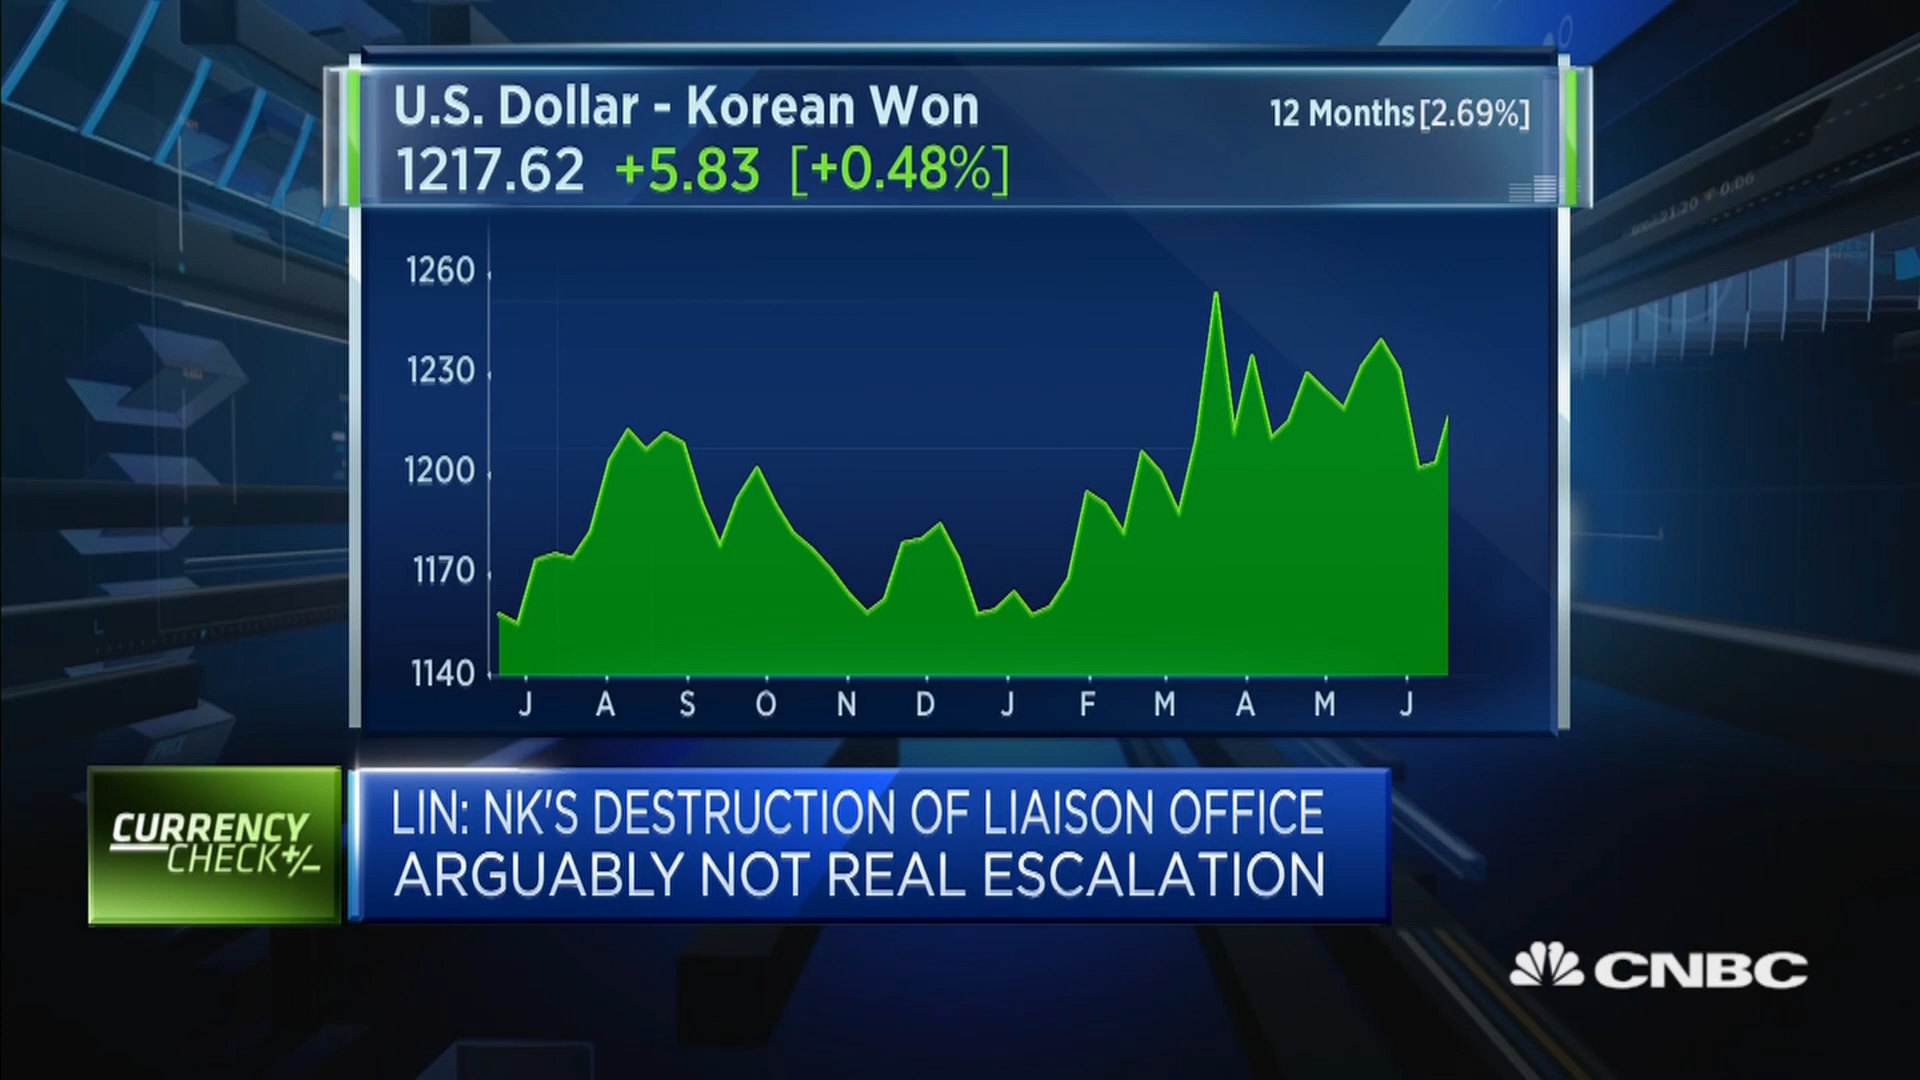 U.S. Dollar - Korean Won
12 Months[2.69%]
1217.62 +5.83 [+0.48%]
1260
1230
1200
1170
1140
J A S O N D J F M A M J
CURRENCY
CHECK+/-
LIN: NK'S DESTRUCTION OF LIAISON OFFICE
ARGUABLY NOT REAL ESCALATION
CNBC